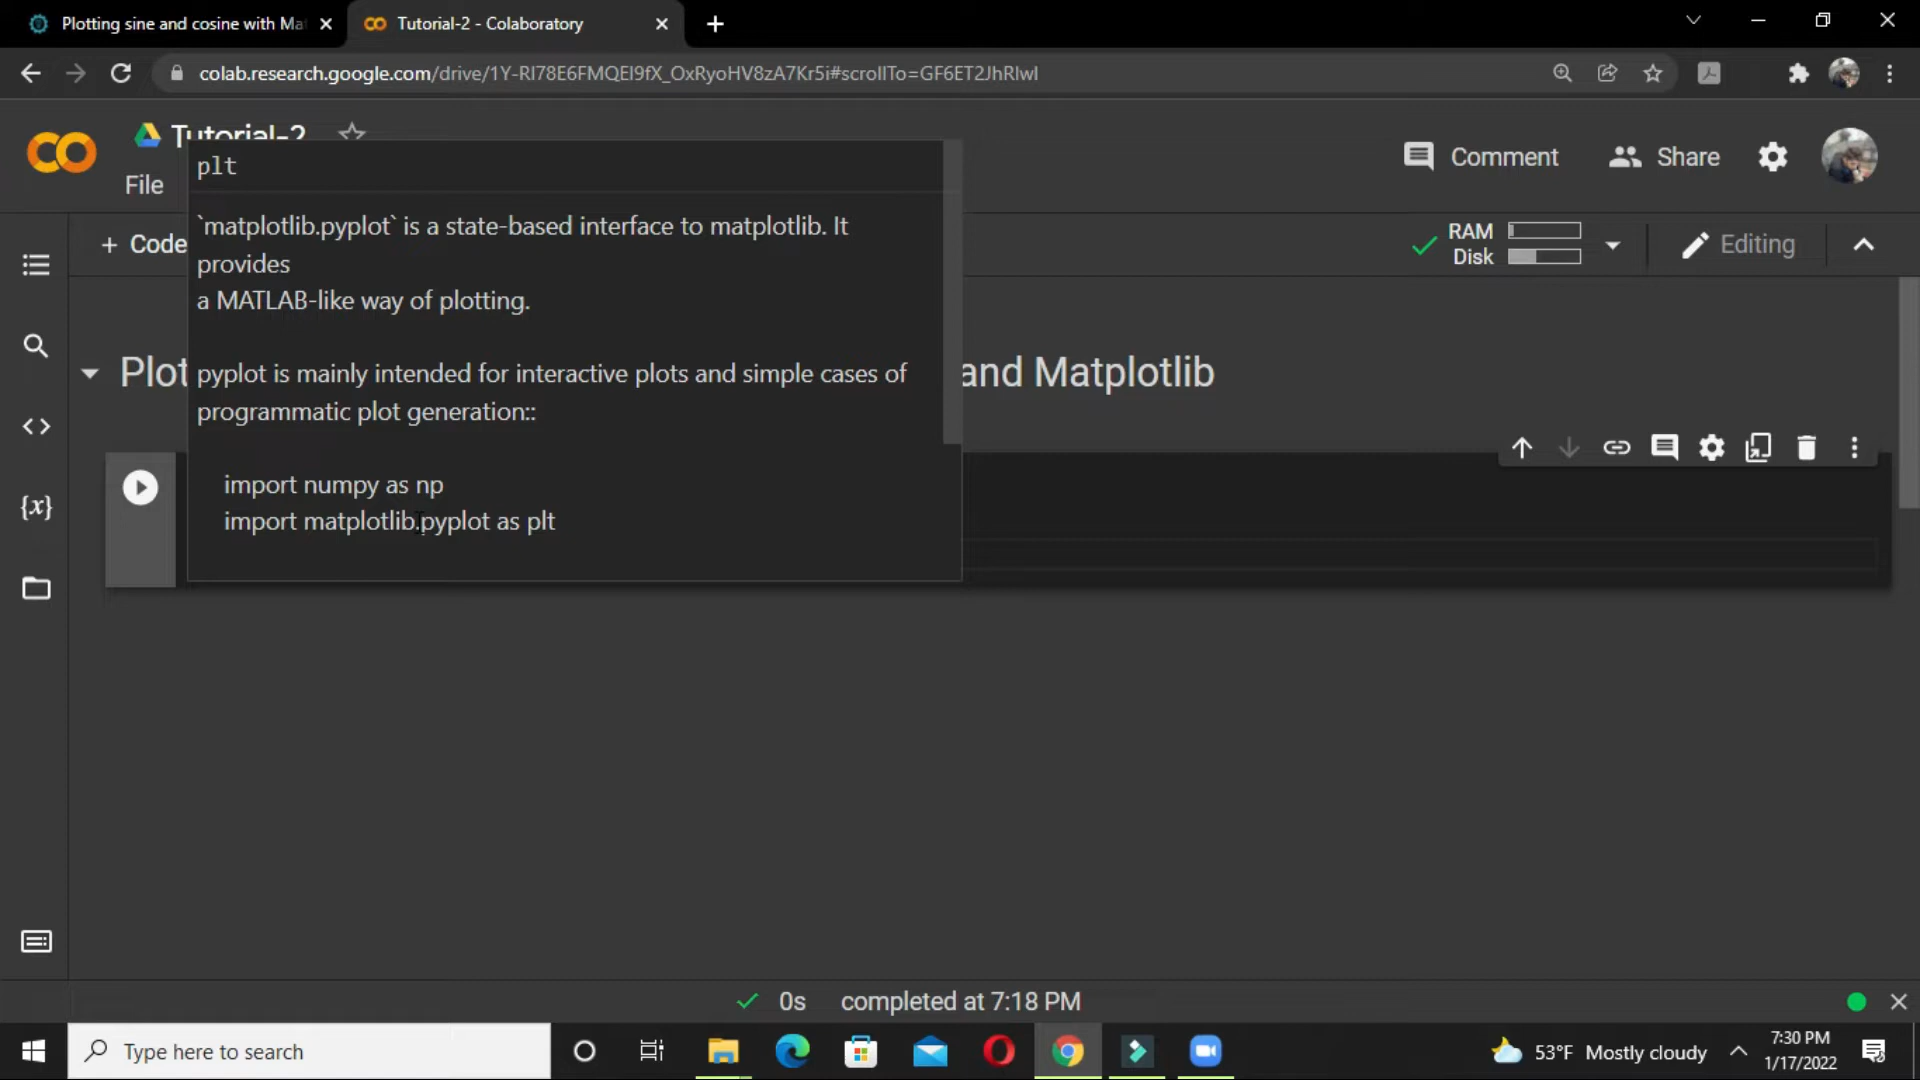 Plotting sine and cosine with Mat
Tutorial-2 - Colaboratory
colab.research.google.com/drive/1Y-RI78E6FMQEI9fX_OxRyoHV8zA7Kr5i#scrollTo=GF6ET2JhRlwI
Tutorial-2
Comment
Share
File
plt
`matplotlib.pyplot` is a state-based interface to matplotlib. It
provides
a MATLAB-like way of plotting.
pyplot is mainly intended for interactive plots and simple cases of
programmatic plot generation::
import numpy as np
import matplotlib.pyplot as plt
+ Code
RAM
Disk
Editing
Plot
and Matplotlib
{x}
0s completed at 7:18 PM
Type here to search
53°F Mostly cloudy
7:30 PM
1/17/2022